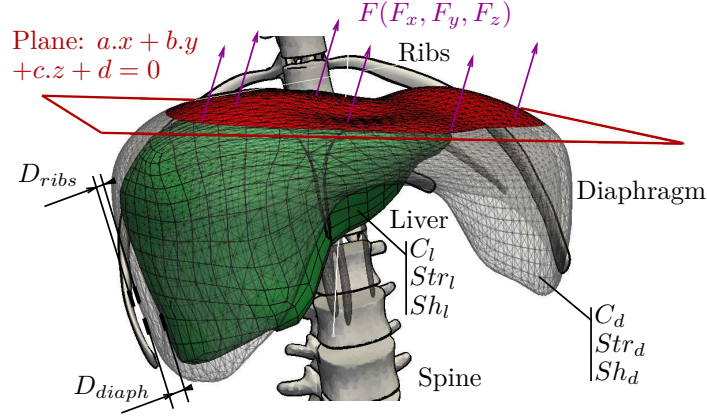 F(F_x, F_y, F_z)
Plane: a.x + b.y
+c.z + d = 0
Ribs
D_ribs
Diaphragm
Liver
C_l
Str_l
Sh_l
C_d
Str_d
Sh_d
D_diaph
Spine